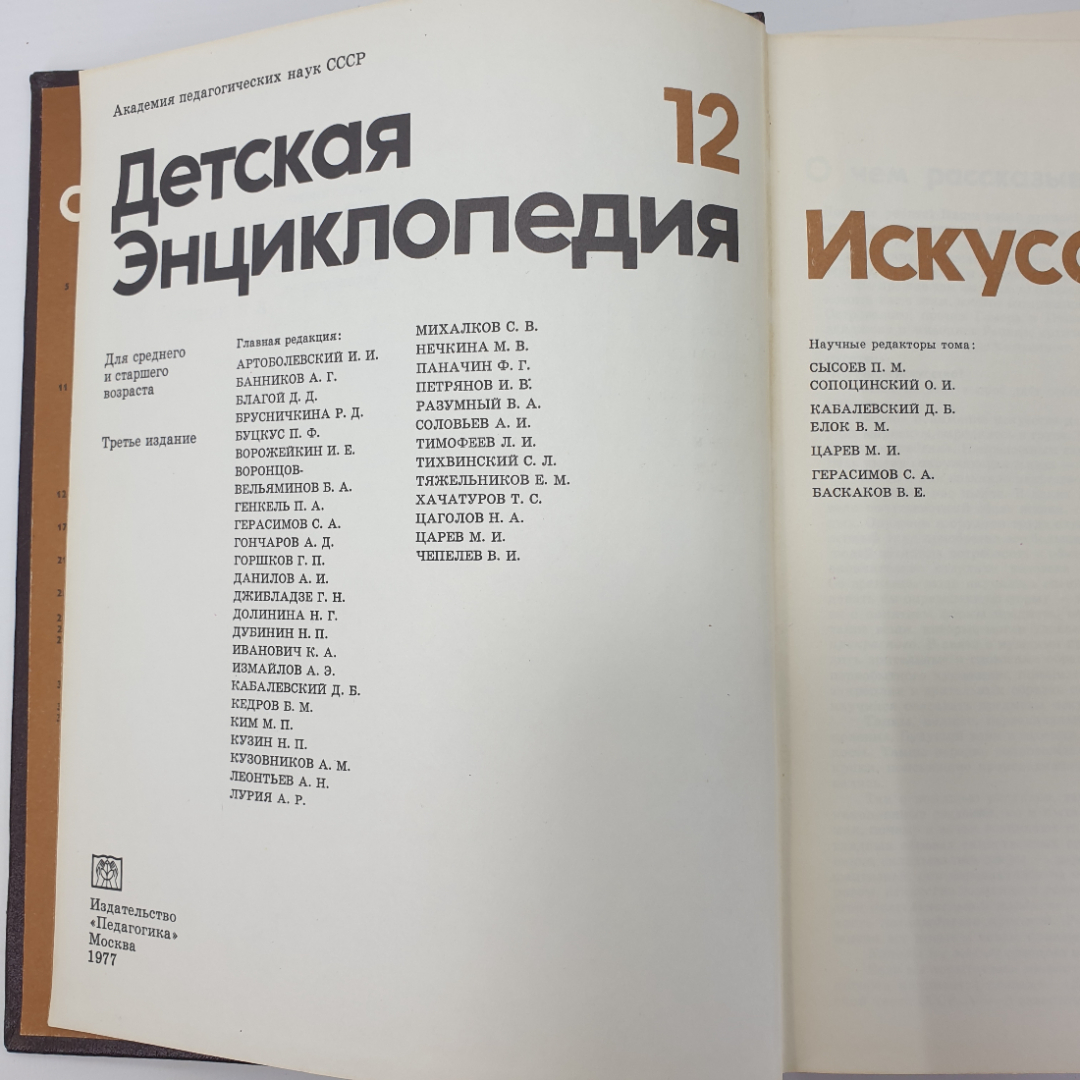 Академия педагогических наук СССР
Детская
Энциклопедия
12
Для среднего
и старшего
возраста
Третье издание
Главная редакция:
АРТОБОЛЕВСКИЙ И. И.
БАННИКОВ А. Г.
БЛАГОЙ Д. Д.
БРУСНИЧКИНА Р. Д.
БУЦКУС П. Ф.
ВОРОЖЕЙКИН И. Е.
ВОРОНЦОВ-
ВЕЛЬЯМИНОВ Б. А.
ГЕНКЕЛЬ П. А.
ГЕРАСИМОВ С. А.
ГОНЧАРОВ А. Д.
ГОРШКОВ Г. П.
ДАНИЛОВ А. И.
ДЖИБЛАДЗЕ Г. Н.
ДОЛИНИНА Н. Г.
ДУБИНИН Н. П.
ИВАНОВИЧ К. А.
ИЗМАЙЛОВ А. Э.
КАБАЛЕВСКИЙ Д. Б.
КЕДРОВ Б. М.
КИМ М. П.
КУЗИН Н. П.
КУЗОВНИКОВ А. М.
ЛЕОНТЬЕВ А. Н.
ЛУРИЯ А. Р.
МИХАЛКОВ С. В.
НЕЧКИНА М. В.
ПАНАЧИН Ф. Г.
ПЕТРЯНОВ И. В.
РАЗУМНЫЙ В. А.
СОЛОВЬЕВ А. И.
ТИМОФЕЕВ Л. И.
ТИХВИНСКИЙ С. Л.
ТЯЖЕЛЬНИКОВ Е. М.
ХАЧАТУРОВ Т. С.
ЦАГОЛОВ Н. А.
ЦАРЕВ М. И.
ЧЕПЕЛЕВ В. И.
Издательство
«Педагогика»
Москва
1977
Искусс
Научные редакторы тома:
СЫСОЕВ П. М.
СОПОЦИНСКИЙ О. И.
КАБАЛЕВСКИЙ Д. Б.
БЛОК В. М.
ЦАРЕВ М. И.
ГЕРАСИМОВ С. А.
БАСКАКОВ В. Е.